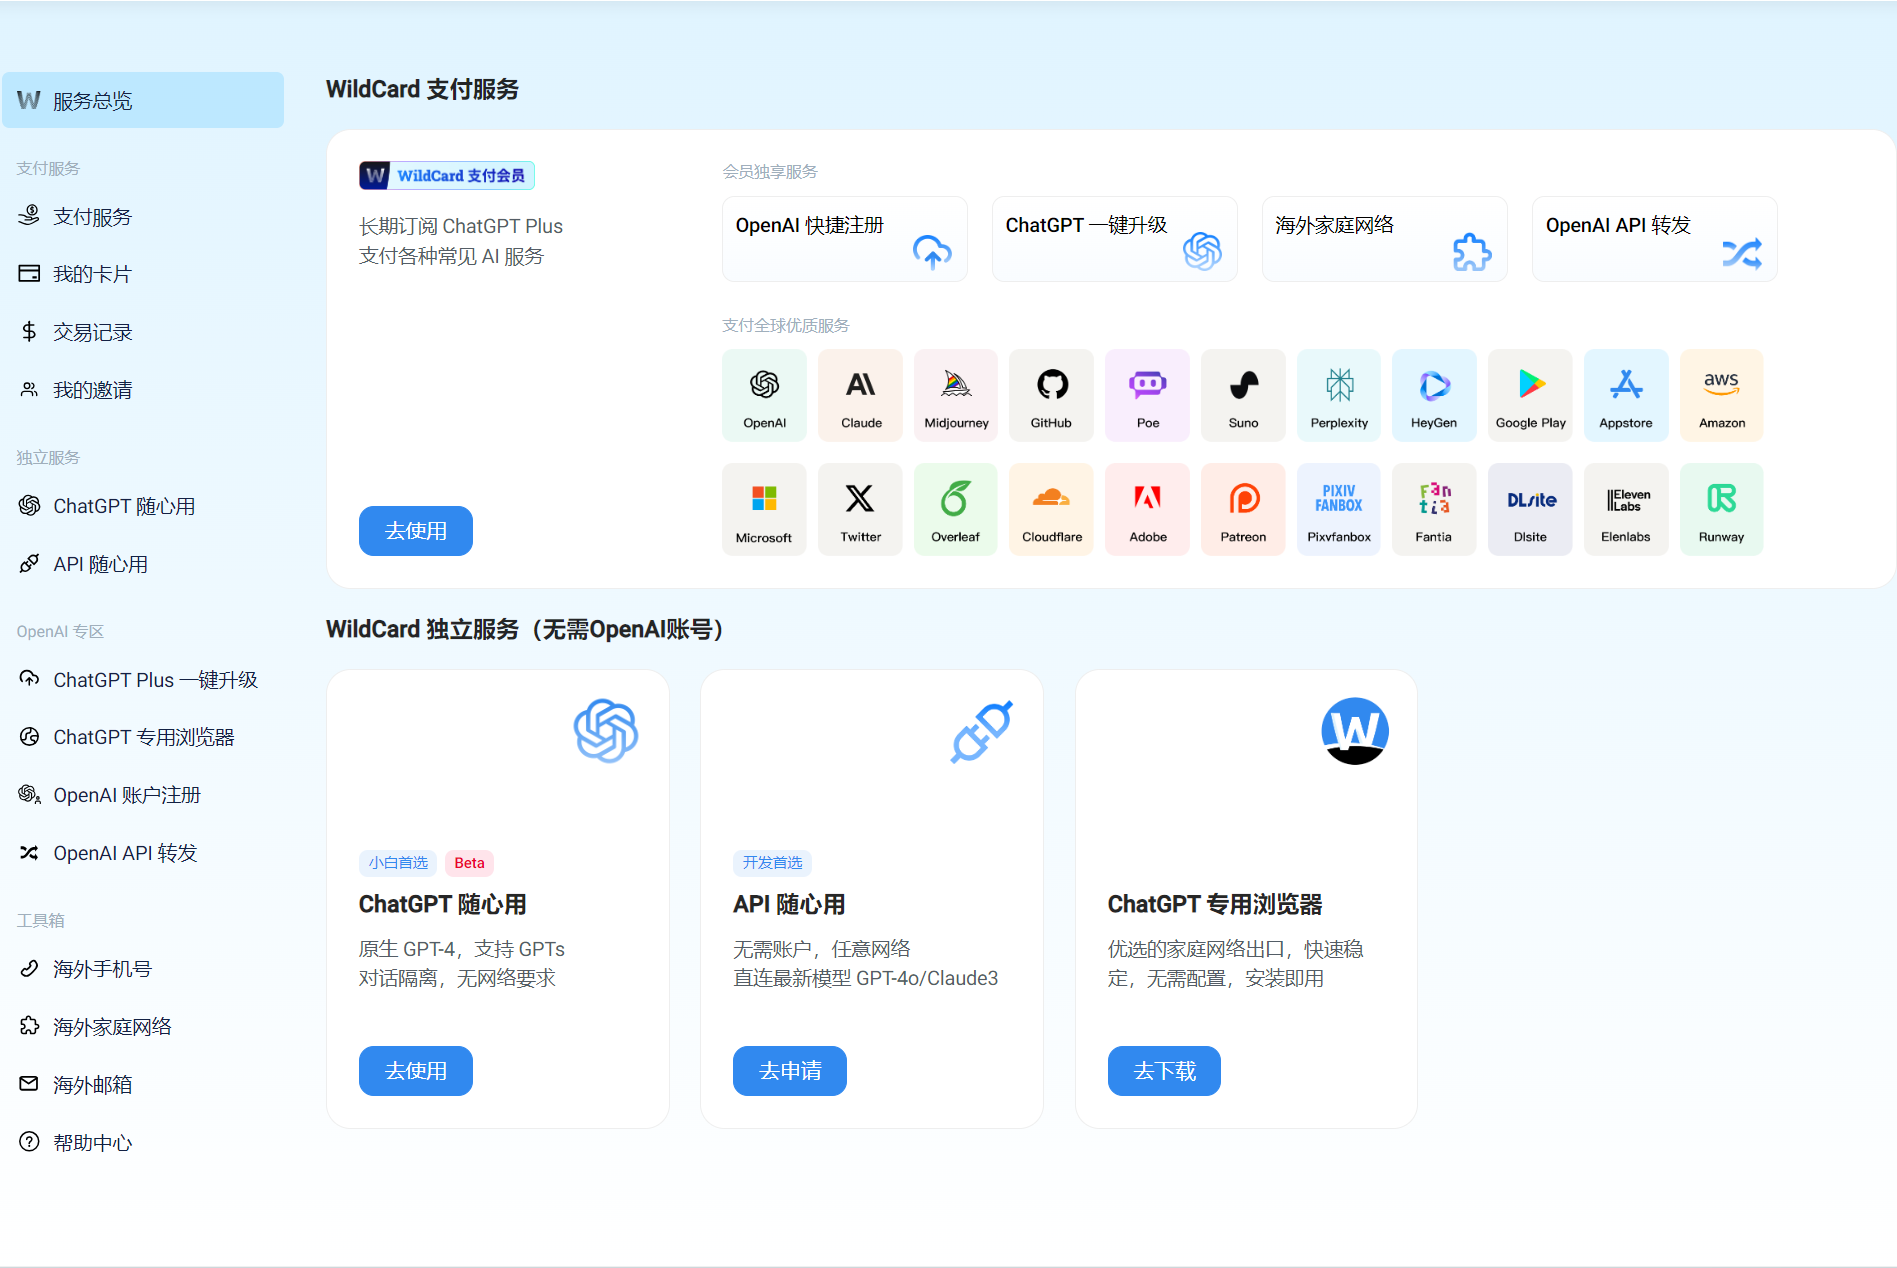 W 服务总览
支付服务
支付服务
我的卡片
交易记录
我的邀请
独立服务
ChatGPT 随心用
API 随心用
OpenAI 专区
ChatGPT Plus 一键升级
ChatGPT 专用浏览器
OpenAI 账户注册
OpenAI API 转发
工具箱
海外手机号
海外家庭网络
海外邮箱
帮助中心
WildCard 支付服务
W WildCard 支付会员
长期订阅 ChatGPT Plus
支付各种常见 AI 服务
去使用
会员独享服务
OpenAI 快捷注册
ChatGPT 一键升级
海外家庭网络
OpenAI API 转发
支付全球优质服务
OpenAI
A\
Claude
Midjourney
GitHub
Poe
Suno
Perplexity
HeyGen
Google Play
Appstore
aws
Amazon
Microsoft
X
Twitter
Overleaf
Cloudflare
Adobe
Patreon
PIXIV
FANBOX
Pixvfanbox
Fan
tia
Fantia
DLsite
Dlsite
ElevenLabs
Elenlabs
Runway
WildCard 独立服务（无需OpenAI账号）
小白首选 Beta
ChatGPT 随心用
原生 GPT-4，支持 GPTs
对话隔离，无网络要求
去使用
开发首选
API 随心用
无需账户，任意网络
直连最新模型 GPT-4o/Claude3
去申请
W
ChatGPT 专用浏览器
优选的家庭网络出口，快速稳
定，无需配置，安装即用
去下载